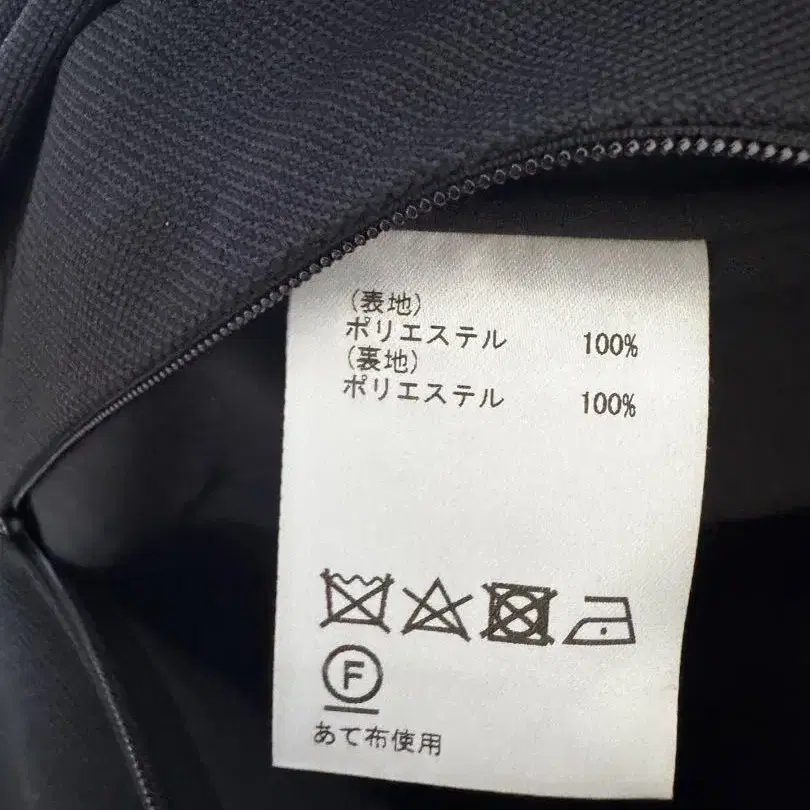 (表地)
ポリエステル 100%
(裏地)
ポリエステル 100%
F
あて布使用